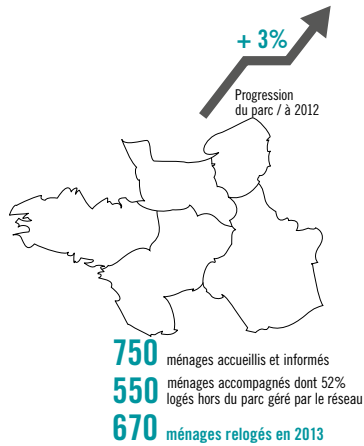 + 3%
Progression
du parc / à 2012
750 ménages accueillis et informés
550 ménages accompagnés dont 52%
logés hors du parc géré par le réseau
670 ménages relogés en 2013